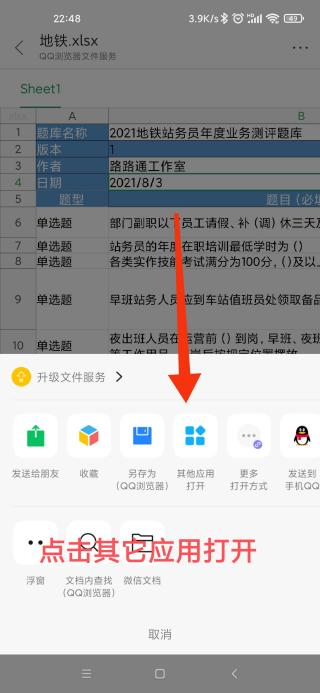 22:48
3.9K/s
49
地铁.xlsx
QQ浏览器文件服务
Sheet1
xlsx
A
B
1
题库名称
2021地铁站务员年度业务测评题库
2
版本
1
3
作者
路路通工作室
4
日期
2021/8/3
5
题型
题目（必填
6
单选题
部门副职以下员工请假、补（调）休三天及
7
单选题
站务员的年度在职培训最低学时为（）
8
单选题
各类实作技能考试满分为100分，（）及以上
9
单选题
早班站务人员应到车站值班员处领取备品
10
单选题
夜出班人员在运营前（）到岗，早班、夜班
升级文件服务
发送给朋友
收藏
另存为
（QQ浏览器）
其他应用
打开
更多
打开方式
发送到
手机QQ
点击其它应用打开
浮窗
文档内查找
（QQ浏览器）
微信文档
取消